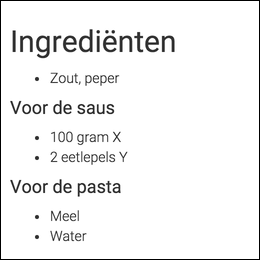 Ingrediënten
• Zout, peper
Voor de saus
• 100 gram X
• 2 eetlepels Y
Voor de pasta
• Meel
• Water